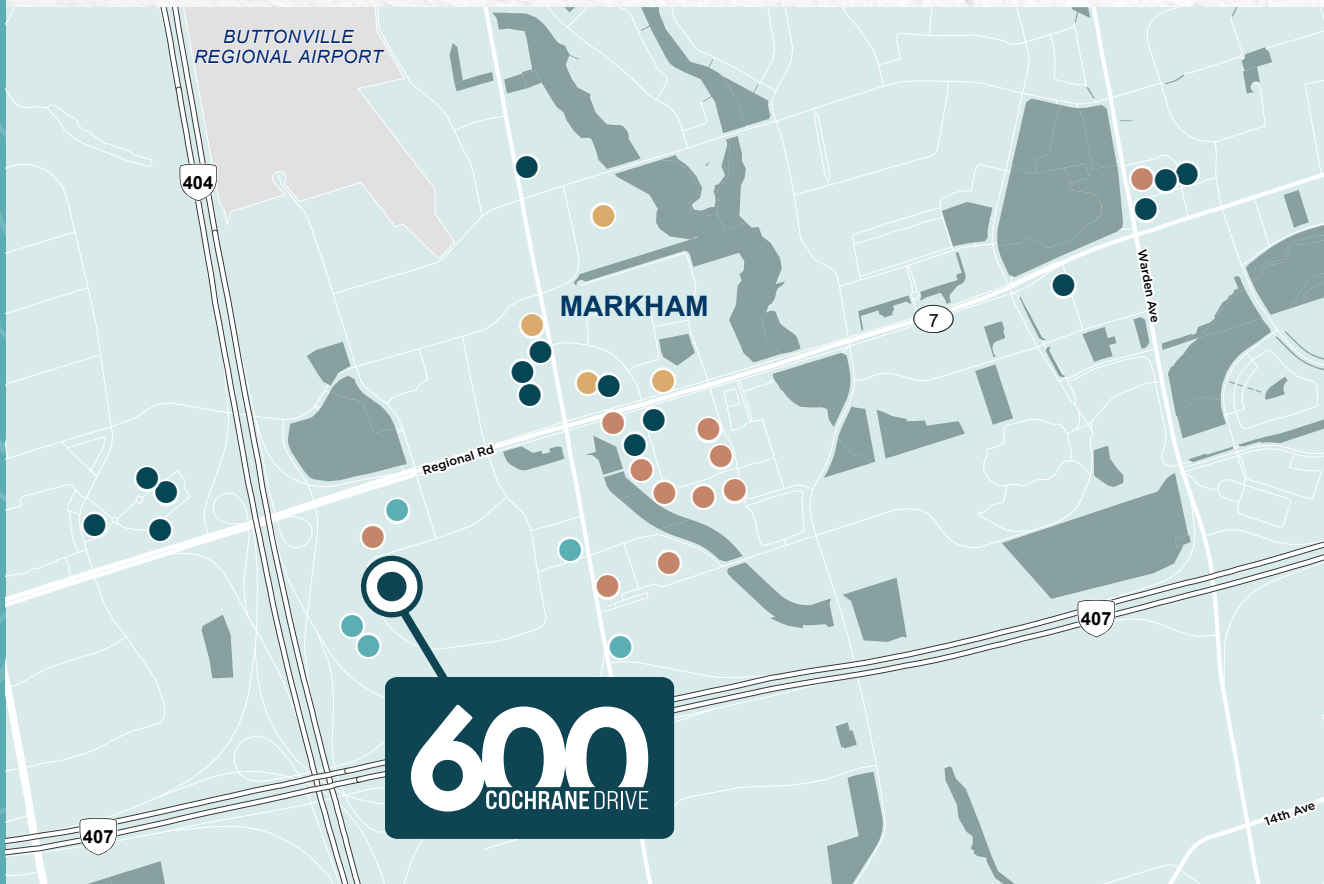 BUTTONVILLE
REGIONAL AIRPORT
404
MARKHAM
Warden Ave
7
Regional Rd
407
600
COCHRANE DRIVE
14th Ave
407